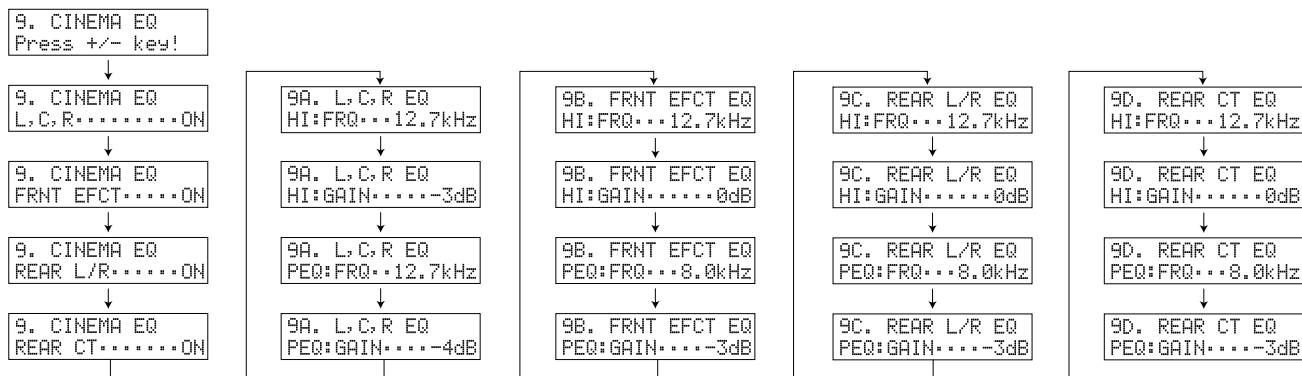 9. CINEMA EQ
Press +/- key!
9. CINEMA EQ
L,C,R·········ON
9. CINEMA EQ
FRNT EFCT·····ON
9. CINEMA EQ
REAR L/R······ON
9. CINEMA EQ
REAR CT·······ON
9A. L,C,R EQ
HI:FRQ···12.7kHz
9A. L,C,R EQ
HI:GAIN·····-3dB
9A. L,C,R EQ
PEQ:FRQ··12.7kHz
9A. L,C,R EQ
PEQ:GAIN····-4dB
9B. FRNT EFCT EQ
HI:FRQ···12.7kHz
9B. FRNT EFCT EQ
HI:GAIN······0dB
9B. FRNT EFCT EQ
PEQ:FRQ···8.0kHz
9B. FRNT EFCT EQ
PEQ:GAIN····-3dB
9C. REAR L/R EQ
HI:FRQ···12.7kHz
9C. REAR L/R EQ
HI:GAIN······0dB
9C. REAR L/R EQ
PEQ:FRQ···8.0kHz
9C. REAR L/R EQ
PEQ:GAIN····-3dB
9D. REAR CT EQ
HI:FRQ···12.7kHz
9D. REAR CT EQ
HI:GAIN······0dB
9D. REAR CT EQ
PEQ:FRQ···8.0kHz
9D. REAR CT EQ
PEQ:GAIN····-3dB